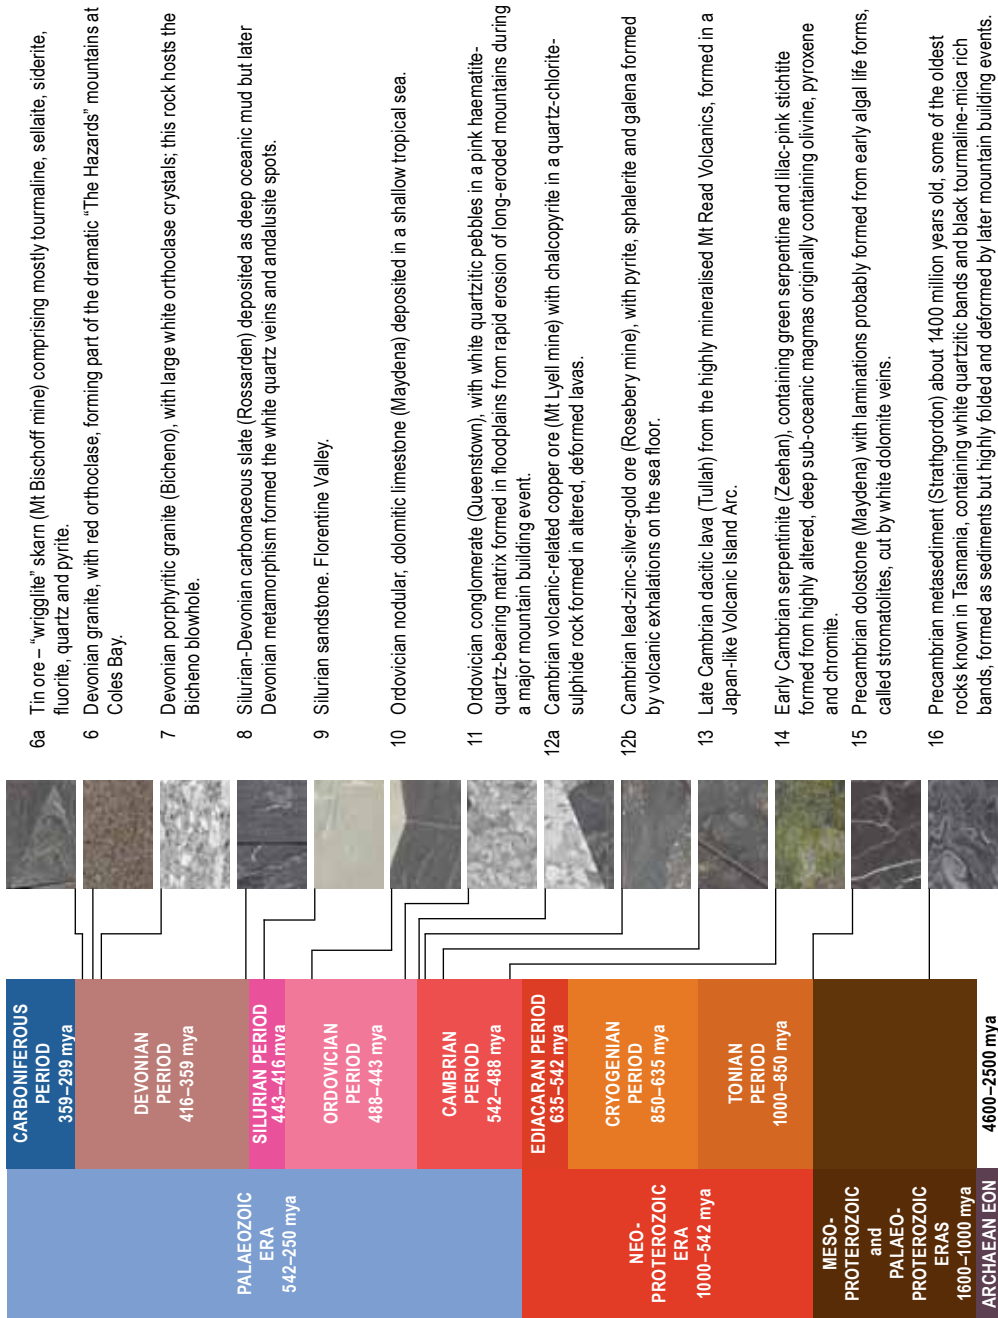 CARBONIFEROUS
PERIOD
359–299 mya
DEVONIAN
PERIOD
416–359 mya
SILURIAN PERIOD
443–416 mya
ORDOVICIAN
PERIOD
488–443 mya
CAMBRIAN
PERIOD
542–488 mya
EDIACARAN PERIOD
635–542 mya
CRYOGENIAN
PERIOD
850–635 mya
TONIAN
PERIOD
1000–850 mya
4600–2500 mya
PALAEOZOIC
ERA
542–250 mya
NEO-
PROTEROZOIC
ERA
1000–542 mya
MESO-
PROTEROZOIC
and
PALAEO-
PROTEROZOIC
ERAS
1600–1000 mya
ARCHAEAN EON
6a Tin ore – “wrigglite” skarn (Mt Bischoff mine) comprising mostly tourmaline, sellaite, siderite,
fluorite, quartz and pyrite.
6 Devonian granite, with red orthoclase, forming part of the dramatic “The Hazards” mountains at
Coles Bay.
7 Devonian porphyritic granite (Bicheno), with large white orthoclase crystals; this rock hosts the
Bicheno blowhole.
8 Silurian-Devonian carbonaceous slate (Rossarden) deposited as deep oceanic mud but later
Devonian metamorphism formed the white quartz veins and andalusite spots.
9 Silurian sandstone. Florentine Valley.
10 Ordovician nodular, dolomitic limestone (Maydena) deposited in a shallow tropical sea.
11 Ordovician conglomerate (Queenstown), with white quartzitic pebbles in a pink haematite-
quartz-bearing matrix formed in floodplains from rapid erosion of long-eroded mountains during
a major mountain building event.
12a Cambrian volcanic-related copper ore (Mt Lyell mine) with chalcopyrite in a quartz-chlorite-
sulphide rock formed in altered, deformed lavas.
12b Cambrian lead-zinc-silver-gold ore (Rosebery mine), with pyrite, sphalerite and galena formed
by volcanic exhalations on the sea floor.
13 Late Cambrian dacitic lava (Tullah) from the highly mineralised Mt Read Volcanics, formed in a
Japan-like Volcanic Island Arc.
14 Early Cambrian serpentinite (Zeehan), containing green serpentine and lilac-pink stichtite
formed from highly altered, deep sub-oceanic magmas originally containing olivine, pyroxene
and chromite.
15 Precambrian dolostone (Maydena) with laminations probably formed from early algal life forms,
called stromatolites, cut by white dolomite veins.
16 Precambrian metasediment (Strathgordon) about 1400 million years old, some of the oldest
rocks known in Tasmania, containing white quartzitic bands and black tourmaline-mica rich
bands, formed as sediments but highly folded and deformed by later mountain building events.